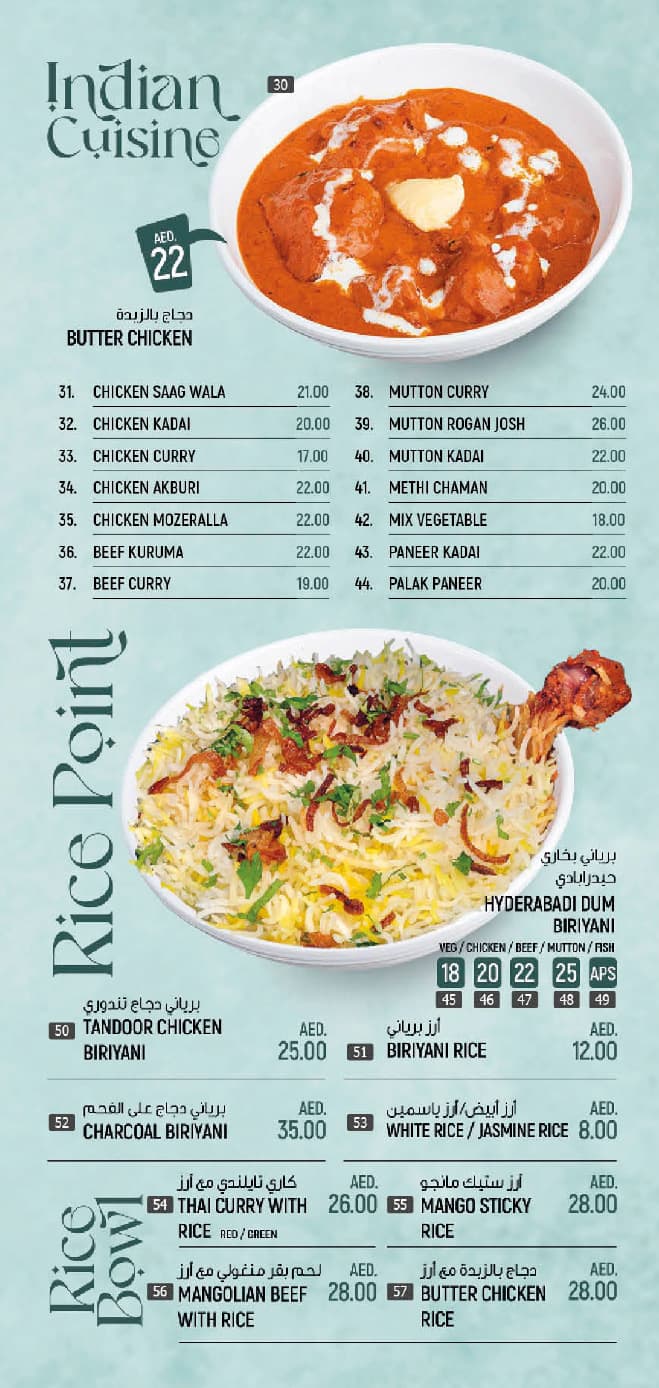 Indian
Cuisine
30
AED.
22
دجاج بالزبدة
BUTTER CHICKEN
31. CHICKEN SAAG WALA 21.00
32. CHICKEN KADAI 20.00
33. CHICKEN CURRY 17.00
34. CHICKEN AKBURI 22.00
35. CHICKEN MOZERALLA 22.00
36. BEEF KURUMA 22.00
37. BEEF CURRY 19.00
38. MUTTON CURRY 24.00
39. MUTTON ROGAN JOSH 26.00
40. MUTTON KADAI 22.00
41. METHI CHAMAN 20.00
42. MIX VEGETABLE 18.00
43. PANEER KADAI 22.00
44. PALAK PANEER 20.00
Rice Point
برياني بخاري
حيدرابادي
HYDERABADI DUM
BIRIYANI
VEG / CHICKEN / BEEF / MUTTON / FISH
18 20 22 25 APS
45 46 47 48 49
برياني دجاج تندوري
50 TANDOOR CHICKEN AED.
BIRIYANI 25.00
أرز برياني AED.
51 BIRIYANI RICE 12.00
برياني دجاج على الفحم AED.
52 CHARCOAL BIRIYANI 35.00
أرز أبيض/أرز ياسمين AED.
53 WHITE RICE / JASMINE RICE 8.00
Rice
Bowl
كاري تايلندي مع أرز AED.
54 THAI CURRY WITH 26.00
RICE RED / GREEN
أرز ستيك مانجو AED.
55 MANGO STICKY 28.00
RICE
لحم بقر منغولي مع أرز AED.
56 MANGOLIAN BEEF 28.00
WITH RICE
دجاج بالزبدة مع أرز AED.
57 BUTTER CHICKEN 28.00
RICE